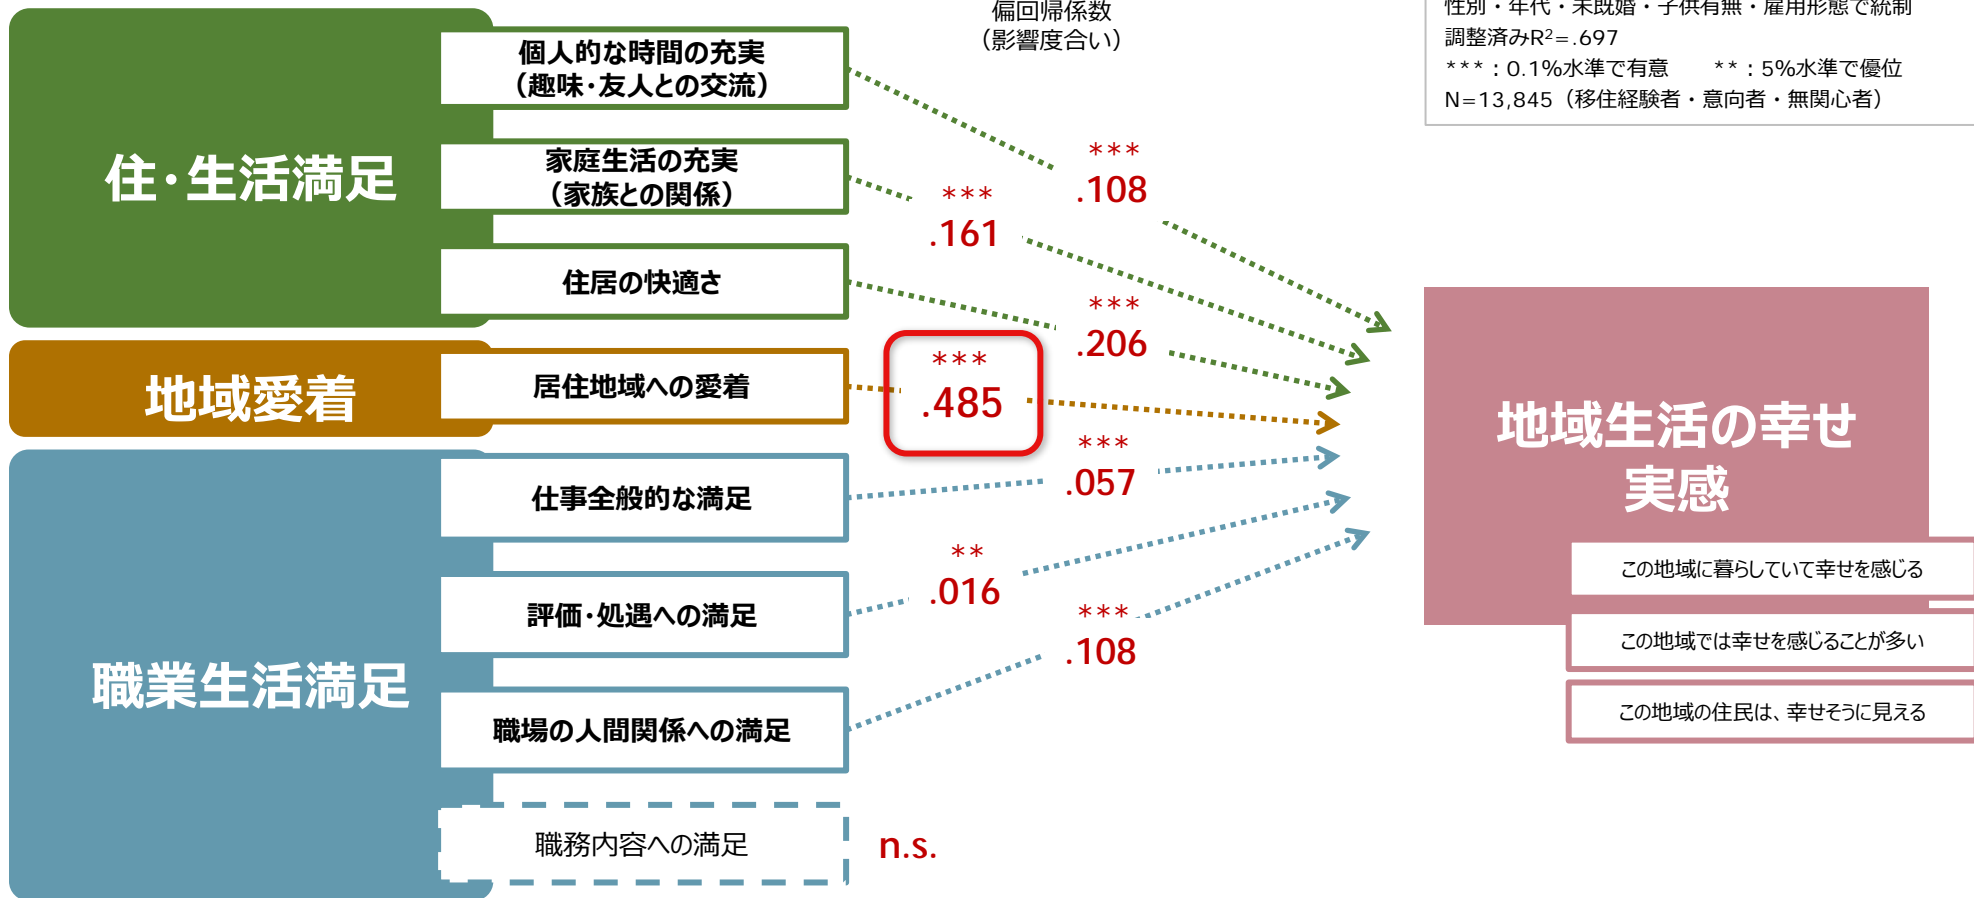 偏回帰係数
（影響度合い）
性別・年代・未既婚・子供有無・雇用形態で統制
調整済みR²=.697
***：0.1%水準で有意　　**：5%水準で優位
N=13,845（移住経験者・意向者・無関心者）
住・生活満足
個人的な時間の充実
（趣味・友人との交流）
*** 
.108
家庭生活の充実
（家族との関係）
***
.161
住居の快適さ
***
.206
地域愛着
居住地域への愛着
***
.485
職業生活満足
仕事全般的な満足
***
.057
評価・処遇への満足
**
.016
職場の人間関係への満足
***
.108
職務内容への満足
n.s.
地域生活の幸せ
実感
この地域に暮らしていて幸せを感じる
この地域では幸せを感じることが多い
この地域の住民は、幸せそうに見える